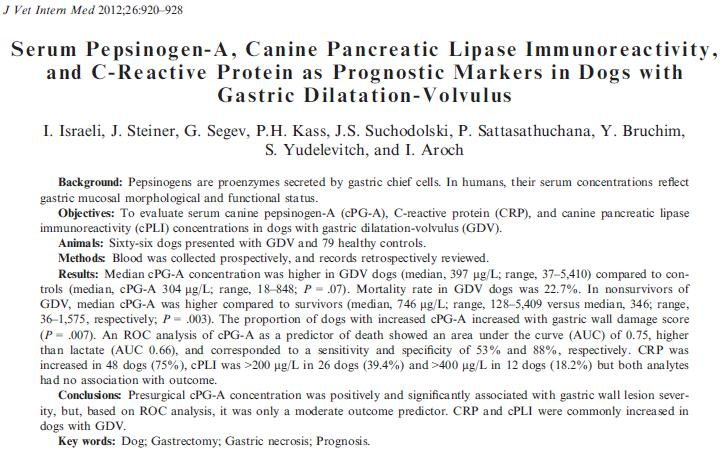 J Vet Intern Med 2012;26:920–928
Serum Pepsinogen-A, Canine Pancreatic Lipase Immunoreactivity,
and C-Reactive Protein as Prognostic Markers in Dogs with
Gastric Dilatation-Volvulus
I. Israeli, J. Steiner, G. Segev, P.H. Kass, J.S. Suchodolski, P. Sattasathuchana, Y. Bruchim,
S. Yudelevitch, and I. Aroch
Background: Pepsinogens are proenzymes secreted by gastric chief cells. In humans, their serum concentrations reflect
gastric mucosal morphological and functional status.
Objectives: To evaluate serum canine pepsinogen-A (cPG-A), C-reactive protein (CRP), and canine pancreatic lipase
immunoreactivity (cPLI) concentrations in dogs with gastric dilatation-volvulus (GDV).
Animals: Sixty-six dogs presented with GDV and 79 healthy controls.
Methods: Blood was collected prospectively, and records retrospectively reviewed.
Results: Median cPG-A concentration was higher in GDV dogs (median, 397 μg/L; range, 37–5,410) compared to con-
trols (median, cPG-A 304 μg/L; range, 18–848; P = .07). Mortality rate in GDV dogs was 22.7%. In nonsurvivors of
GDV, median cPG-A was higher compared to survivors (median, 746 μg/L; range, 128–5,409 versus median, 346; range,
36–1,575, respectively; P = .003). The proportion of dogs with increased cPG-A increased with gastric wall damage score
(P = .007). An ROC analysis of cPG-A as a predictor of death showed an area under the curve (AUC) of 0.75, higher
than lactate (AUC 0.66), and corresponded to a sensitivity and specificity of 53% and 88%, respectively. CRP was
increased in 48 dogs (75%), cPLI was >200 μg/L in 26 dogs (39.4%) and >400 μg/L in 12 dogs (18.2%) but both analytes
had no association with outcome.
Conclusions: Presurgical cPG-A concentration was positively and significantly associated with gastric wall lesion sever-
ity, but, based on ROC analysis, it was only a moderate outcome predictor. CRP and cPLI were commonly increased in
dogs with GDV.
Key words: Dog; Gastrectomy; Gastric necrosis; Prognosis.